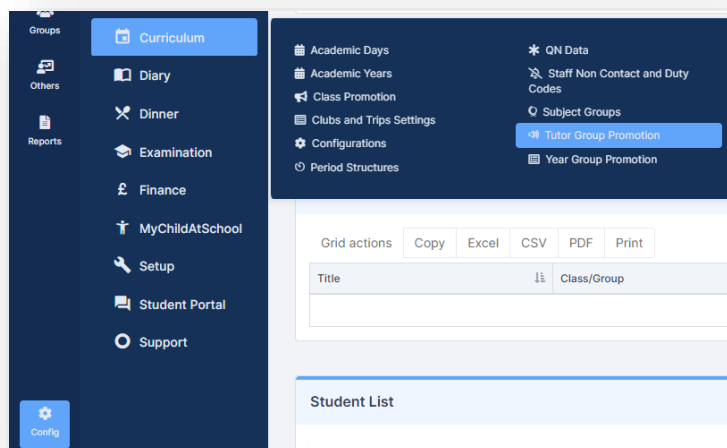 Groups
Others
Reports
Config
Curriculum
Diary
Dinner
Examination
Finance
MyChildAtSchool
Setup
Student Portal
Support
Academic Days
Academic Years
Class Promotion
Clubs and Trips Settings
Configurations
Period Structures
QN Data
Staff Non Contact and Duty
Codes
Subject Groups
Tutor Group Promotion
Year Group Promotion
Grid actions Copy Excel CSV PDF Print
Title Class/Group
Student List